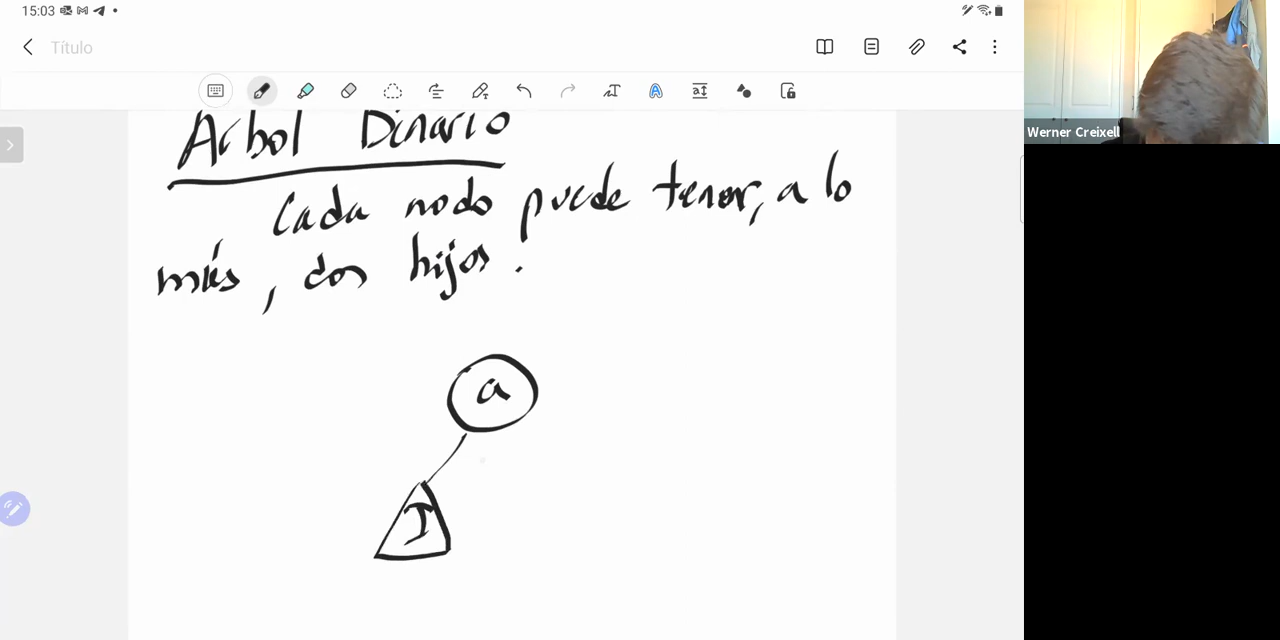 15:03
Título
Arbol Binario
Cada nodo puede tener, a lo
más, dos hijos.
a
I
Werner Creixell